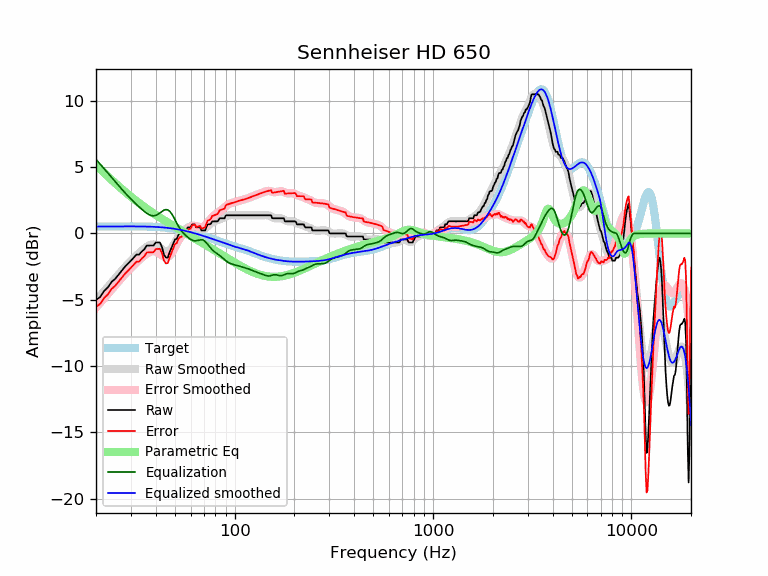 Sennheiser HD 650
Amplitude (dBr)
10
5
0
−5
−10
−15
−20
Target
Raw Smoothed
Error Smoothed
Raw
Error
Parametric Eq
Equalization
Equalized smoothed
100
1000
10000
Frequency (Hz)